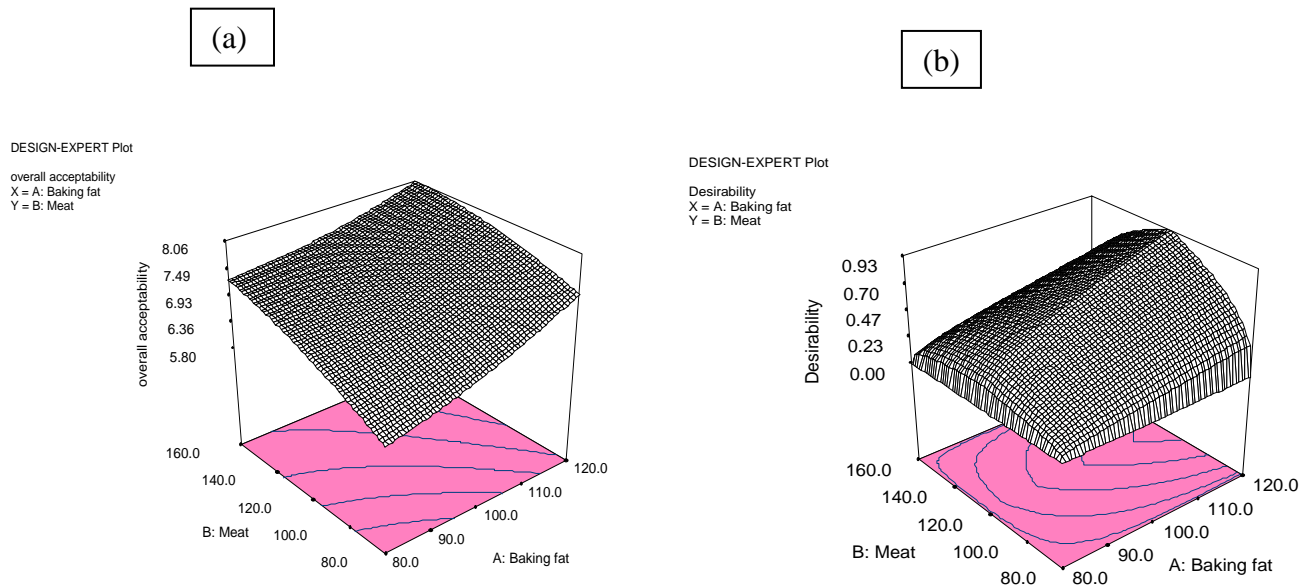 (a)
DESIGN-EXPERT Plot
overall acceptability
X = A: Baking fat
Y = B: Meat
8.06
7.49
6.93
6.36
5.80
overall acceptability
160.0
140.0
120.0
100.0
80.0
B: Meat
80.0
90.0
100.0
110.0
120.0
A: Baking fat
(b)
DESIGN-EXPERT Plot
Desirability
X = A: Baking fat
Y = B: Meat
0.93
0.70
0.47
0.23
0.00
Desirability
160.0
140.0
120.0
100.0
80.0
B: Meat
80.0
90.0
100.0
110.0
120.0
A: Baking fat